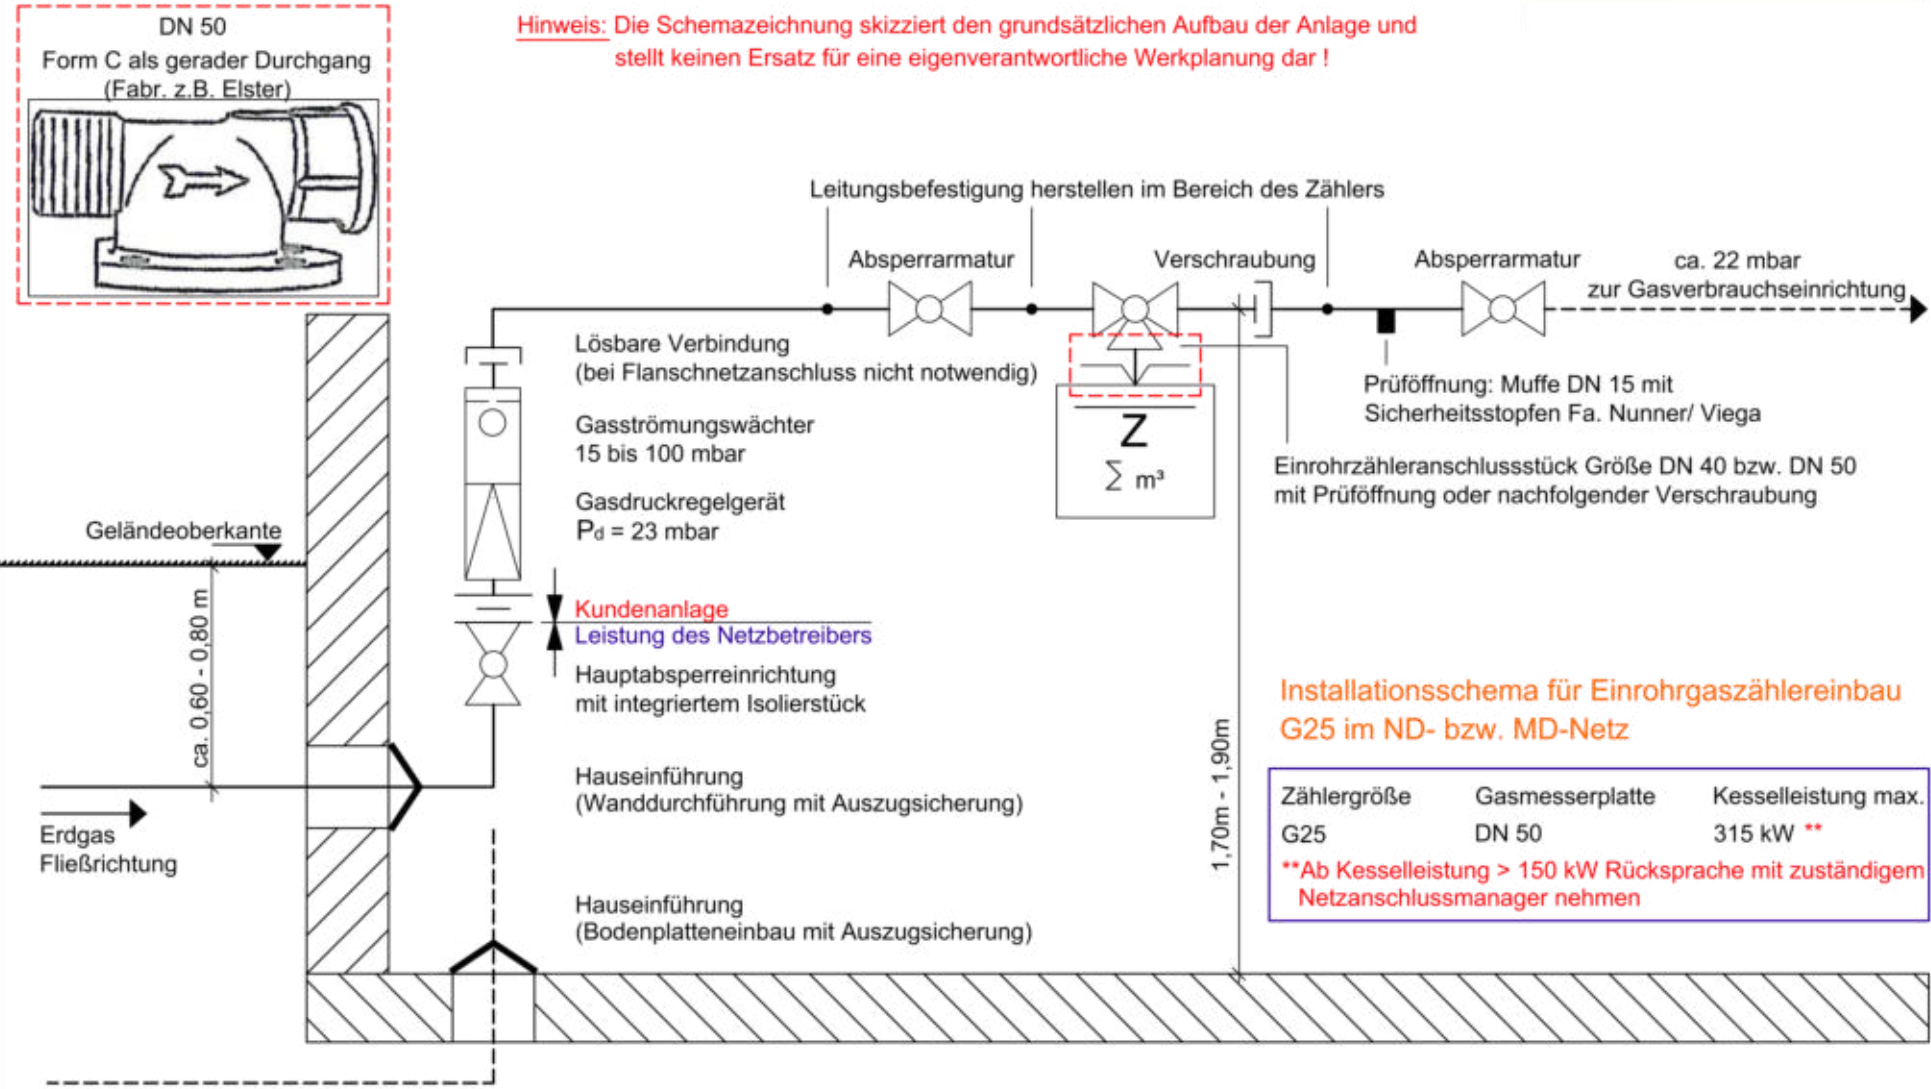 DN 50
Form C als gerader Durchgang
(Fabr. z.B. Elster)
Hinweis: Die Schemazeichnung skizziert den grundsätzlichen Aufbau der Anlage und
stellt keinen Ersatz für eine eigenverantwortliche Werkplanung dar !
Leitungsbefestigung herstellen im Bereich des Zählers
Absperrarmatur
Verschraubung
Absperrarmatur
ca. 22 mbar
zur Gasverbrauchseinrichtung
Lösbare Verbindung
(bei Flanschnetzanschluss nicht notwendig)
Gasströmungswächter
15 bis 100 mbar
Gasdruckregelgerät
Pd = 23 mbar
Z
∑ m³
Prüföffnung: Muffe DN 15 mit
Sicherheitsstopfen Fa. Nunner/ Viega
Einrohrzähleranschlussstück Größe DN 40 bzw. DN 50
mit Prüföffnung oder nachfolgender Verschraubung
Geländeoberkante
ca. 0,60 - 0,80 m
Kundenanlage
Leistung des Netzbetreibers
Hauptabsperreinrichtung
mit integriertem Isolierstück
Hauseinführung
(Wanddurchführung mit Auszugsicherung)
Erdgas
Fließrichtung
Hauseinführung
(Bodenplatteneinbau mit Auszugsicherung)
1,70m - 1,90m
Installationsschema für Einrohrgaszählereinbau
G25 im ND- bzw. MD-Netz
Zählergröße Gasmesserplatte Kesselleistung max.
G25 DN 50 315 kW **
**Ab Kesselleistung > 150 kW Rücksprache mit zuständigem
Netzanschlussmanager nehmen